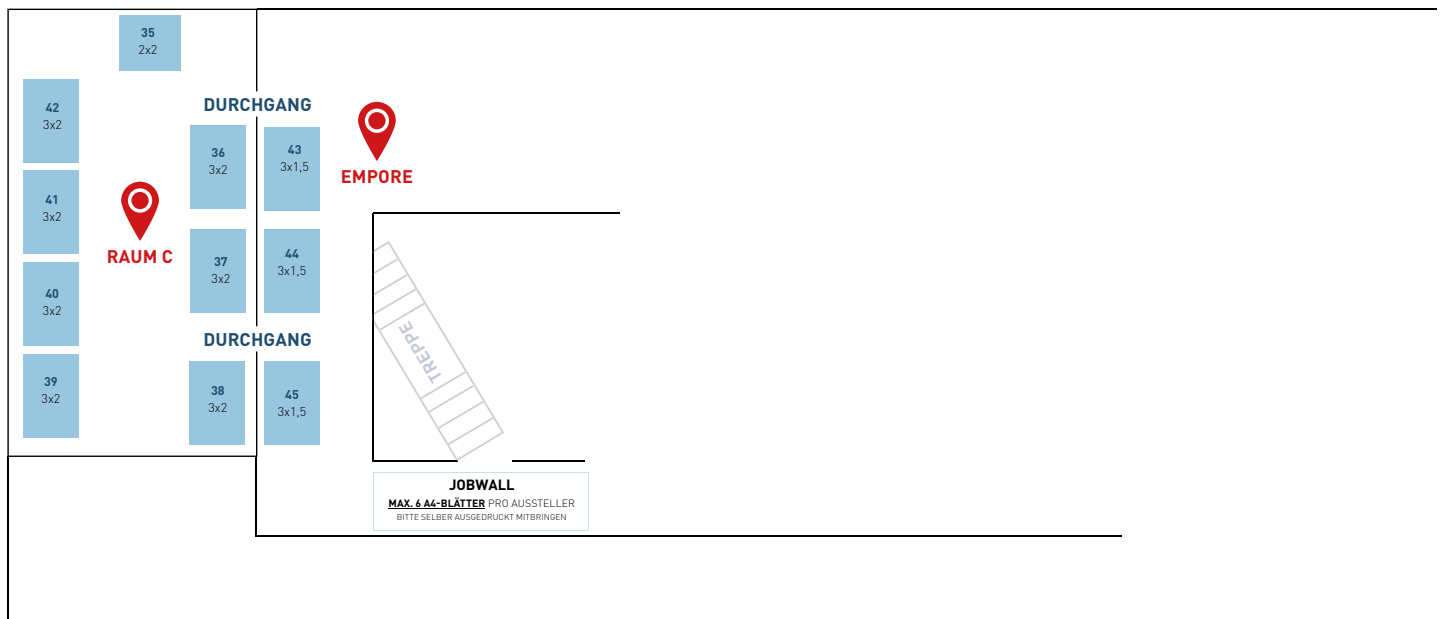 35
2x2
42
3x2
DURCHGANG
36
3x2
43
3x1,5
EMPORE
41
3x2
RAUM C
37
3x2
44
3x1,5
40
3x2
DURCHGANG
TREPPE
39
3x2
38
3x2
45
3x1,5
JOBWALL
MAX. 6 A4-BLÄTTER PRO AUSSTELLER
BITTE SELBER AUSGEDRUCKT MITBRINGEN